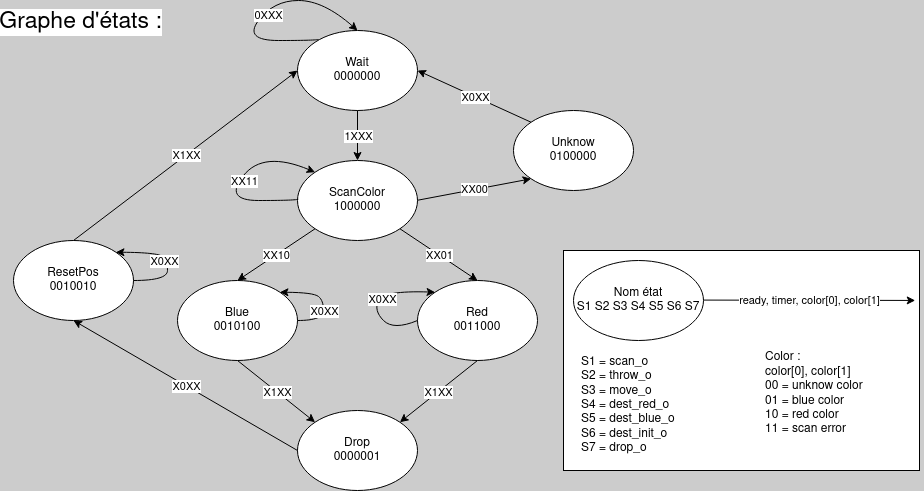 Graphe d'états :
0XXX
Wait
0000000
X0XX
1XXX
Unknow
0100000
X1XX
XX11
ScanColor
1000000
XX00
ResetPos
0010010
X0XX
XX10
XX01
Blue
0010100
X0XX
X0XX
Red
0011000
X0XX
X1XX
X1XX
Drop
0000001
Nom état
S1 S2 S3 S4 S5 S6 S7
ready, timer, color[0], color[1]
S1 = scan_o
S2 = throw_o
S3 = move_o
S4 = dest_red_o
S5 = dest_blue_o
S6 = dest_init_o
S7 = drop_o
Color :
color[0], color[1]
00 = unknow color
01 = blue color
10 = red color
11 = scan error